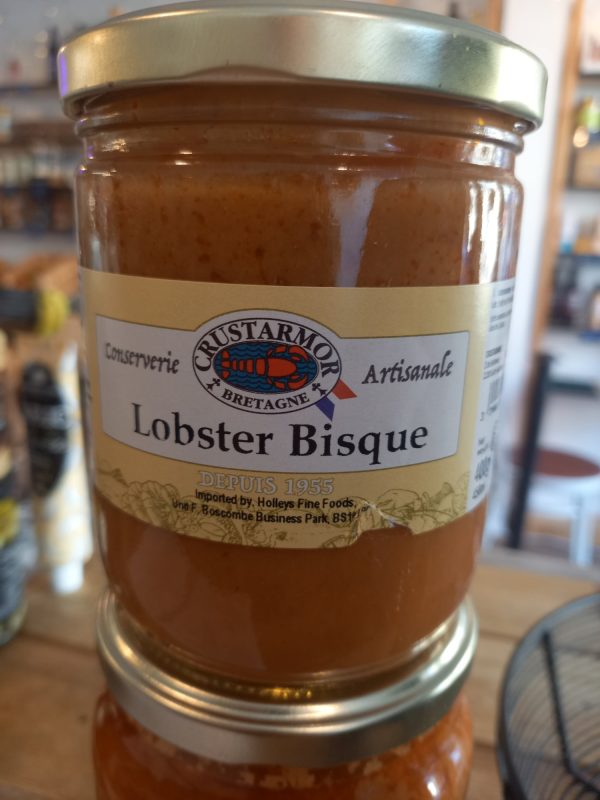 CRUSTARMOR
BRETAGNE
Conserverie
Artisanale
Lobster Bisque
DEPUIS 1955
Imported by, Holleys Fine Foods,
Unit F, Boscombe Business Park,